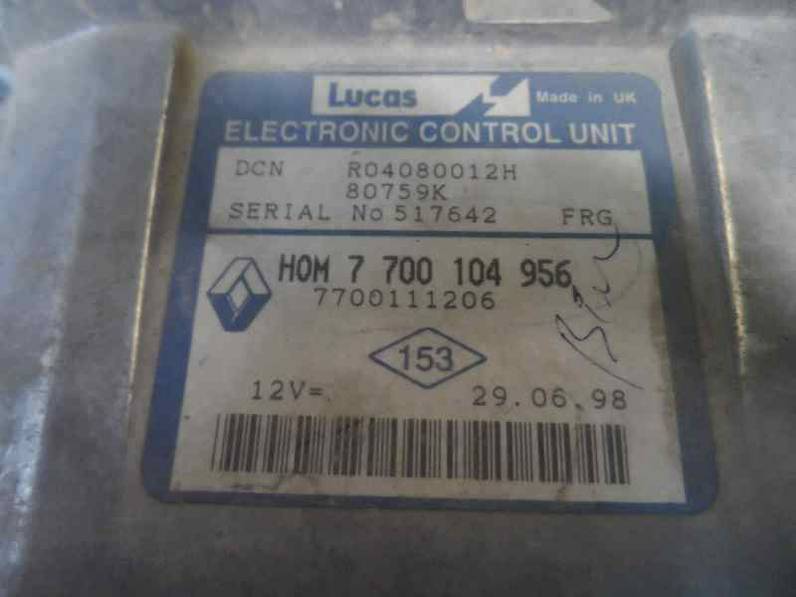 Lucas Made in UK
ELECTRONIC CONTROL UNIT
DCN R04080012H
80759K
SERIAL No 517642 FRG
HOM 7 700 104 956
7700111206
153
12V= 29.06.98